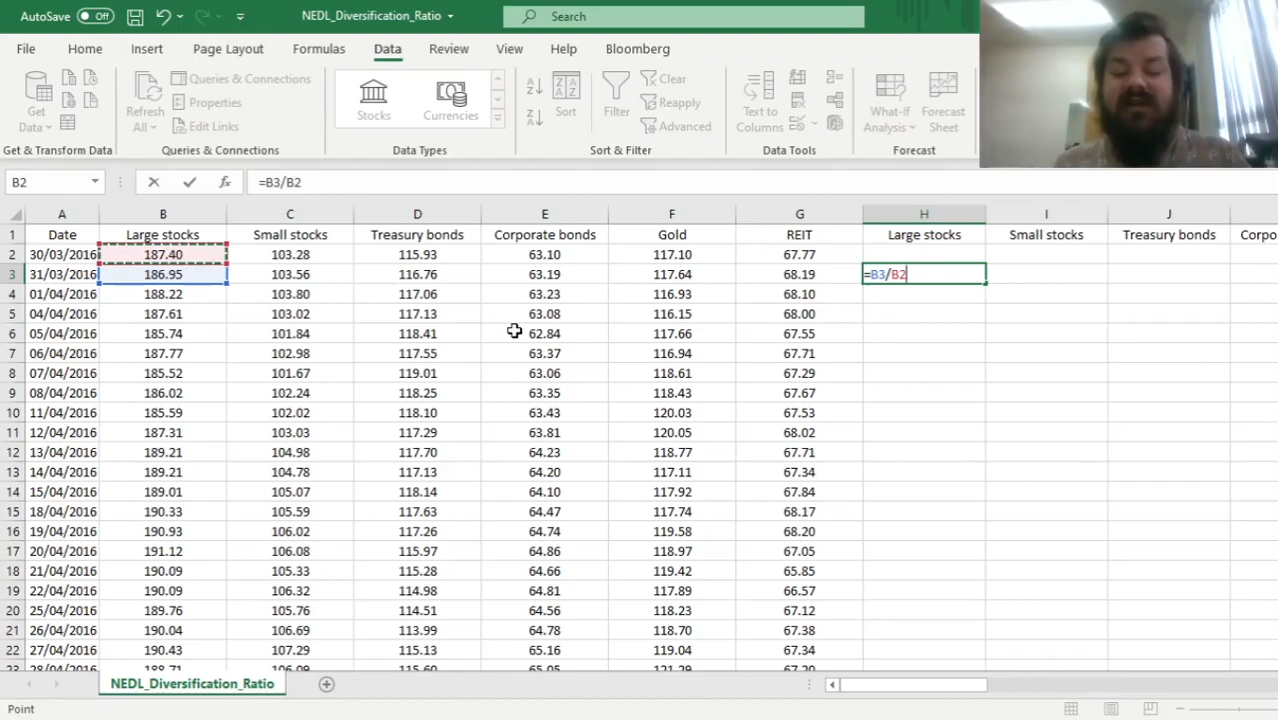 AutoSave Off NEDL_Diversification_Ratio Search
File Home Insert Page Layout Formulas Data Review View Help Bloomberg
Get Data Refresh All Queries & Connections Properties Edit Links Stocks Currencies Sort Filter Clear Reapply Advanced Text to Columns What-If Analysis Forecast Sheet
Get & Transform Data Queries & Connections Data Types Sort & Filter Data Tools Forecast
B2 fx =B3/B2
A B C D E F G H I J
1 Date Large stocks Small stocks Treasury bonds Corporate bonds Gold REIT Large stocks Small stocks Treasury bonds Corpo
2 30/03/2016 187.40 103.28 115.93 63.10 117.10 67.77
3 31/03/2016 186.95 103.56 116.76 63.19 117.64 68.19 =B3/B2
4 01/04/2016 188.22 103.80 117.06 63.23 116.93 68.10
5 04/04/2016 187.61 103.02 117.13 63.08 116.15 68.00
6 05/04/2016 185.74 101.84 118.41 62.84 117.66 67.55
7 06/04/2016 187.77 102.98 117.55 63.37 116.94 67.71
8 07/04/2016 185.52 101.67 119.01 63.06 118.61 67.29
9 08/04/2016 186.02 102.24 118.25 63.35 118.43 67.67
10 11/04/2016 185.59 102.02 118.10 63.43 120.03 67.53
11 12/04/2016 187.31 103.03 117.29 63.81 120.05 68.02
12 13/04/2016 189.21 104.98 117.70 64.23 118.77 67.71
13 14/04/2016 189.21 104.78 117.13 64.20 117.11 67.34
14 15/04/2016 189.01 105.07 118.14 64.10 117.92 67.84
15 18/04/2016 190.33 105.59 117.63 64.47 117.74 68.17
16 19/04/2016 190.93 106.02 117.26 64.74 119.58 68.20
17 20/04/2016 191.12 106.08 115.97 64.86 118.97 67.05
18 21/04/2016 190.09 105.33 115.28 64.66 119.42 65.85
19 22/04/2016 190.09 106.32 114.98 64.81 117.89 66.57
20 25/04/2016 189.76 105.76 114.51 64.56 118.23 67.12
21 26/04/2016 190.04 106.69 113.99 64.78 118.70 67.38
22 27/04/2016 190.43 107.29 115.13 65.16 119.04 67.34
23 28/04/2016 188.71 106.09 115.60 65.05 121.29 67.20
NEDL_Diversification_Ratio
Point